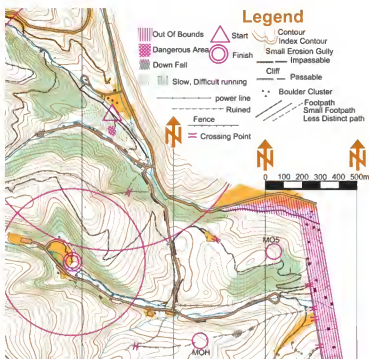 Legend
Out Of Bounds
Start
Contour
Index Contour
Dangerous Area
Finish
Small Erosion Gully
Down Fall
Impassable
Cliff
Slow, Difficult running
Passable
Boulder Cluster
power line
Ruined
Footpath
Small Footpath
Less Distinct path
Fence
Crossing Point
N
N
N
0 100 200 300 400 500m
MO5
MOH